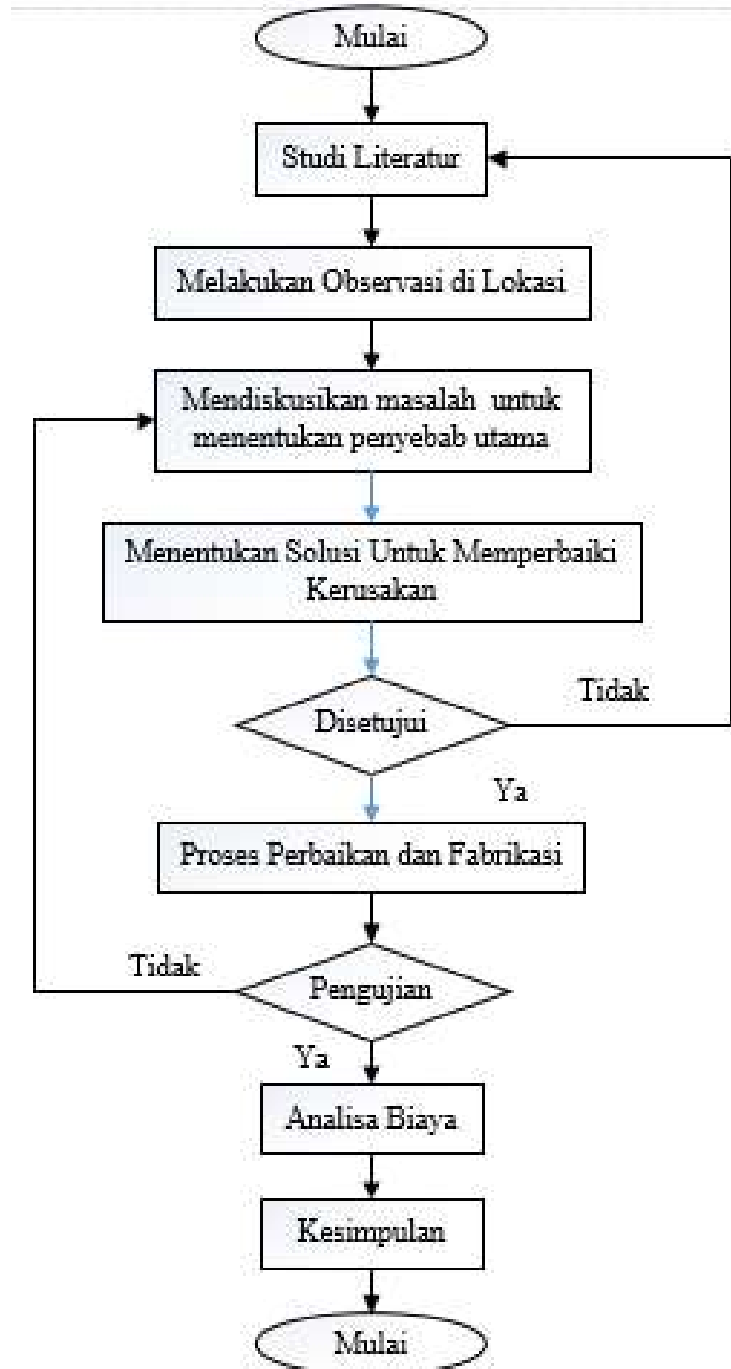 Mulai
Studi Literatur
Melakukan Observasi di Lokasi
Mendiskusikan masalah untuk
menentukan penyebab utama
Menentukan Solusi Untuk Memperbaiki
Kerusakan
Disetujui
Tidak
Ya
Proses Perbaikan dan Fabrikasi
Tidak
Pengujian
Ya
Analisa Biaya
Kesimpulan
Mulai